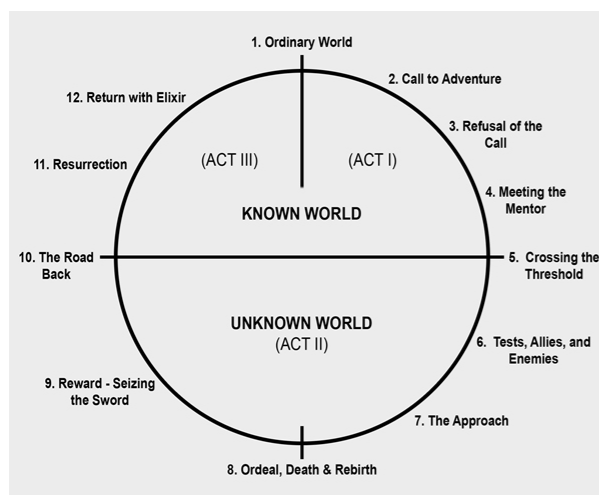 1. Ordinary World
2. Call to Adventure
3. Refusal of the
Call
4. Meeting the
Mentor
5. Crossing the
Threshold
6. Tests, Allies, and
Enemies
7. The Approach
8. Ordeal, Death & Rebirth
9. Reward - Seizing
the Sword
10. The Road
Back
11. Resurrection
12. Return with Elixir
(ACT III)
(ACT I)
KNOWN WORLD
UNKNOWN WORLD
(ACT II)